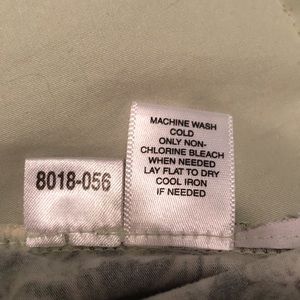 8018-056
MACHINE WASH
COLD
ONLY NON-
CHLORINE BLEACH
WHEN NEEDED
LAY FLAT TO DRY
COOL IRON
IF NEEDED